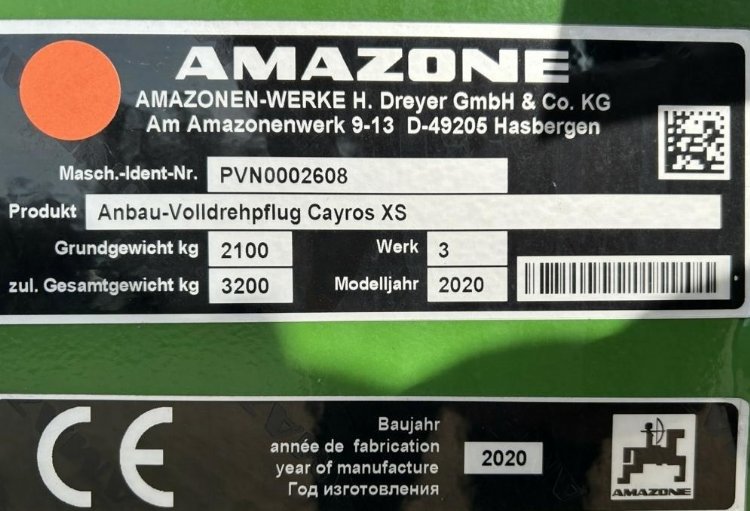 AMAZONE
AMAZONEN-WERKE H. Dreyer GmbH & Co. KG
Am Amazonenwerk 9-13 D-49205 Hasbergen
Masch.-Ident-Nr. PVN0002608
Produkt Anbau-Volldrehpflug Cayros XS
Grundgewicht kg 2100 Werk 3
zul. Gesamtgewicht kg 3200 Modelljahr 2020
CE
Baujahr
année de fabrication
year of manufacture
Год изготовления
2020
AMAZONE